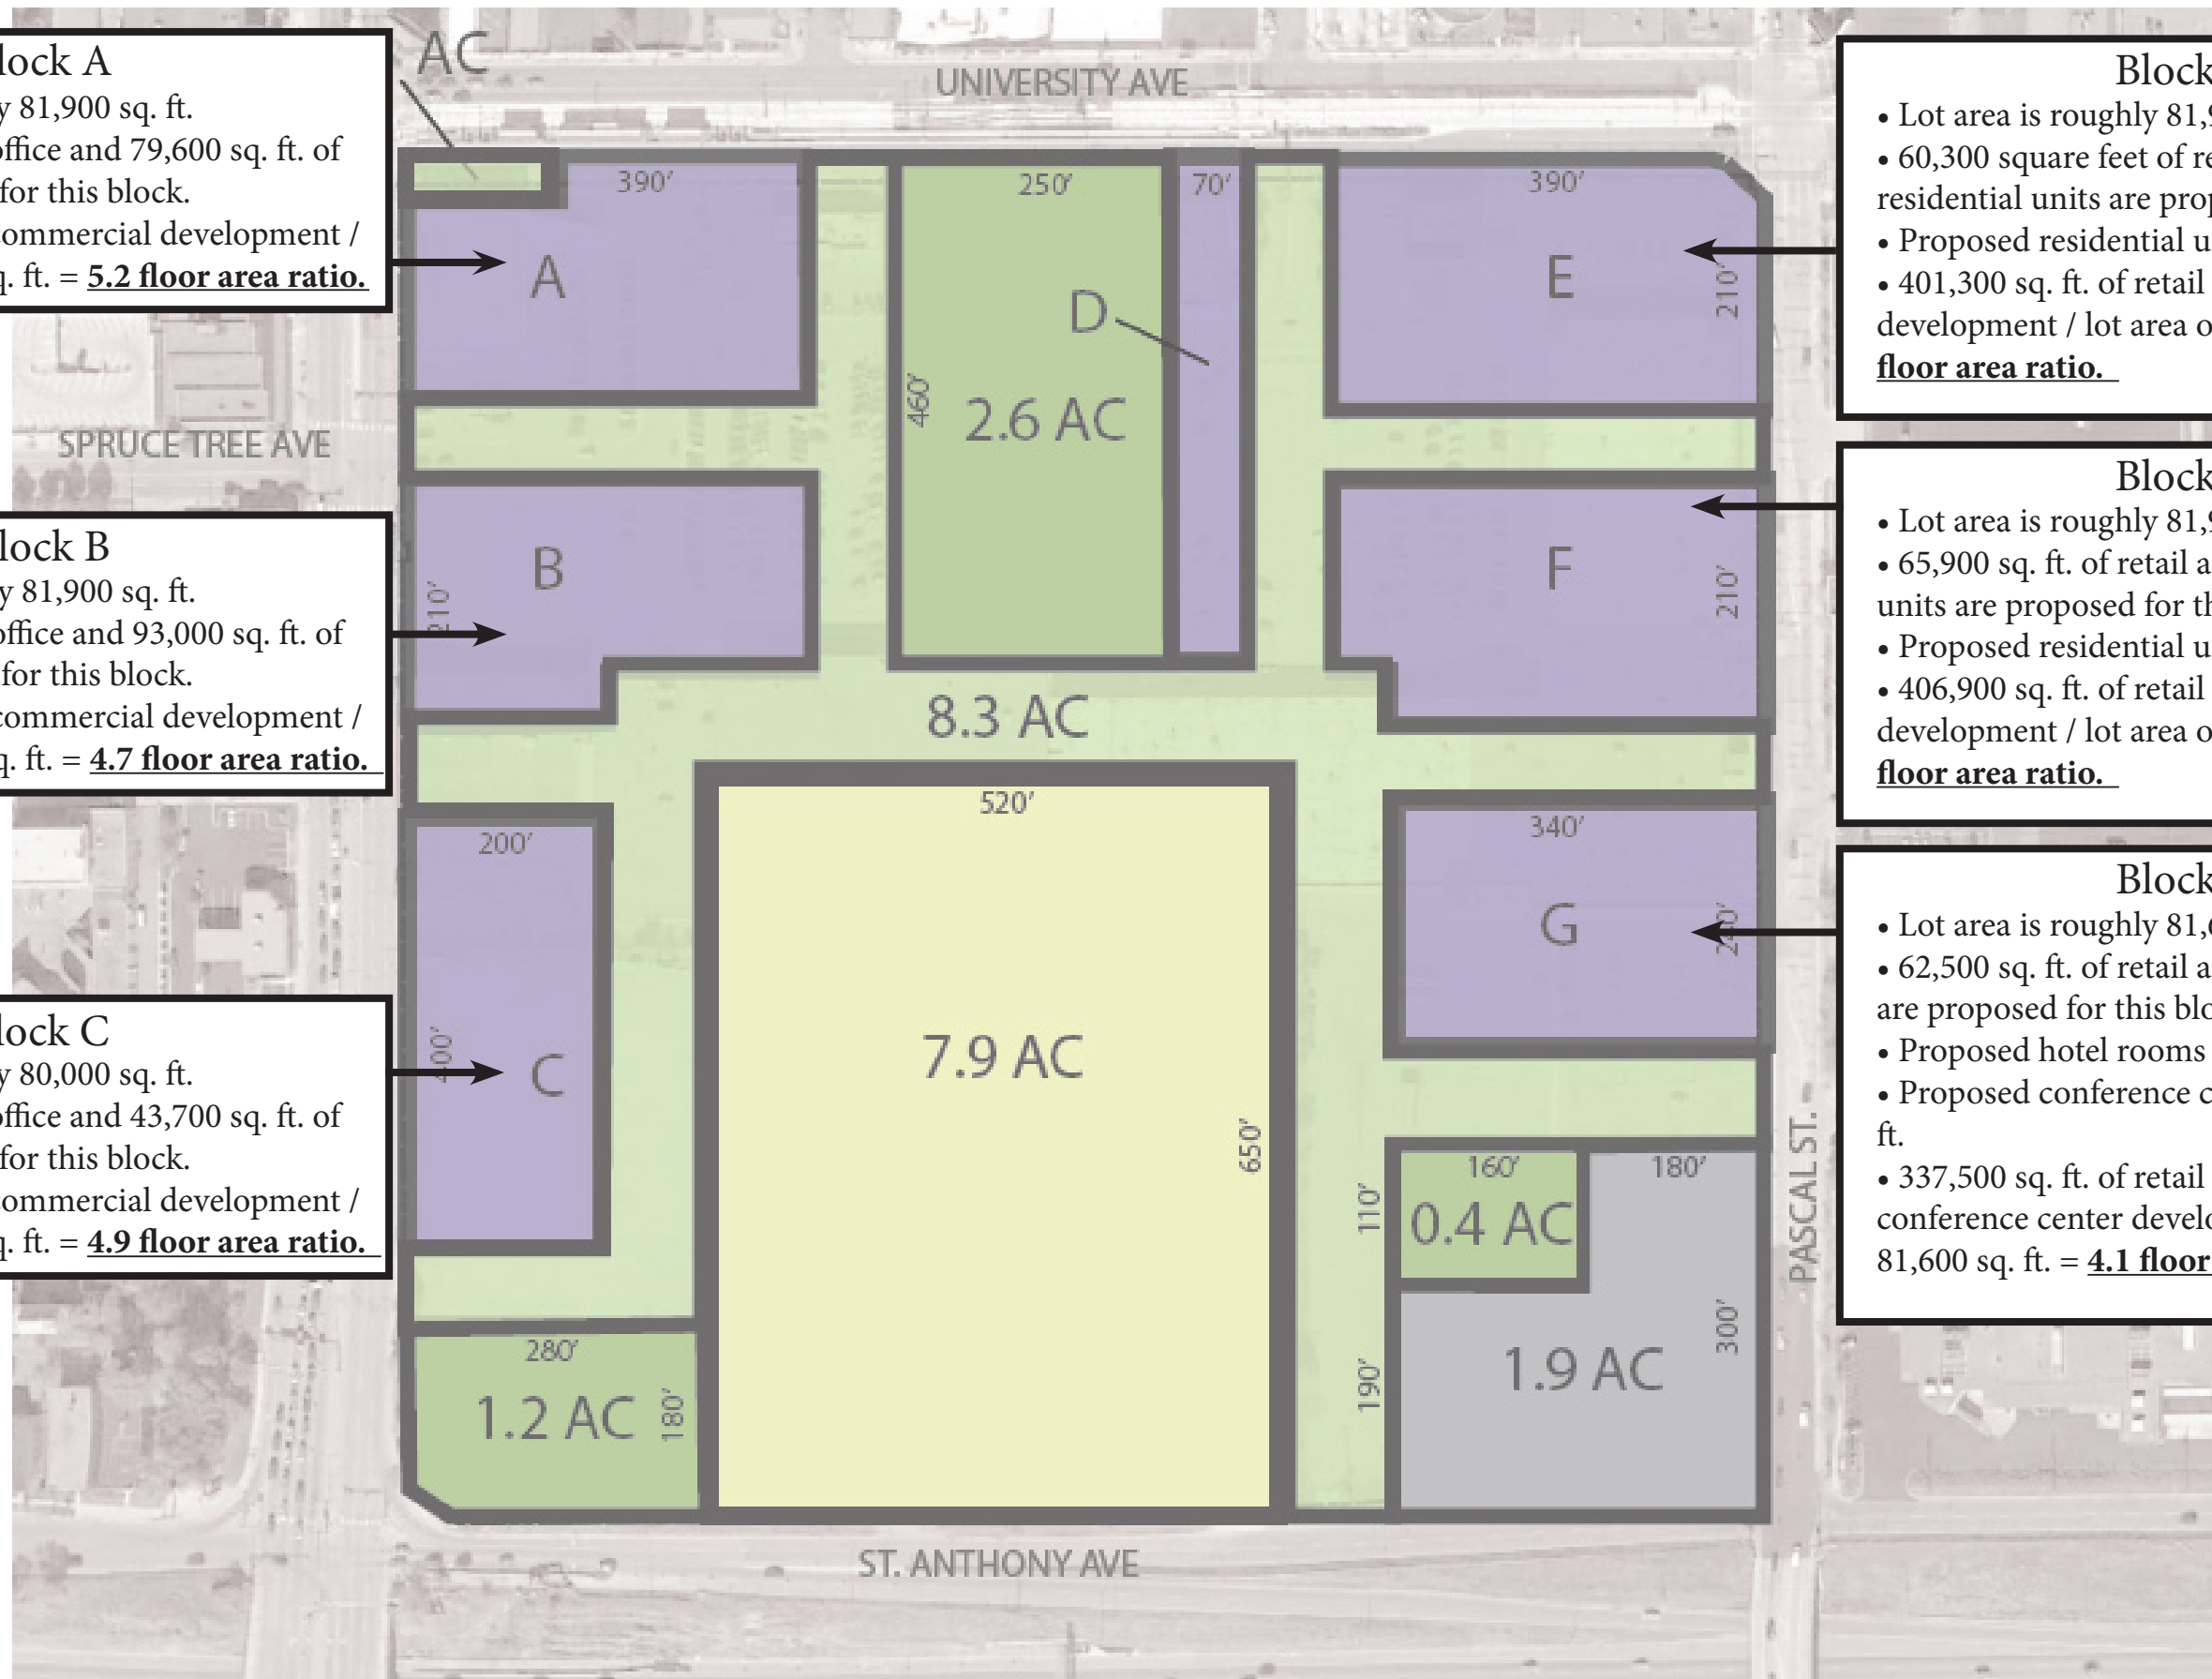 lock A
y 81,900 sq. ft.
office and 79,600 sq. ft. of
for this block.
commercial development /
q. ft. = 5.2 floor area ratio.
lock B
y 81,900 sq. ft.
office and 93,000 sq. ft. of
for this block.
commercial development /
q. ft. = 4.7 floor area ratio.
lock C
y 80,000 sq. ft.
office and 43,700 sq. ft. of
for this block.
commercial development /
q. ft. = 4.9 floor area ratio.
AC
UNIVERSITY AVE
390'
250'
70'
390'
A
D
E
210'
460'
2.6 AC
SPRUCE TREE AVE
B
210'
F
210'
8.3 AC
520'
200'
340'
G
240'
400'
C
7.9 AC
650'
160'
180'
110'
0.4 AC
PASCAL ST.
280'
1.2 AC
180'
190'
1.9 AC
300'
ST. ANTHONY AVE
Block
• Lot area is roughly 81,9
• 60,300 square feet of re
residential units are prop
• Proposed residential u
• 401,300 sq. ft. of retail
development / lot area o
floor area ratio.
Block
• Lot area is roughly 81,9
• 65,900 sq. ft. of retail a
units are proposed for th
• Proposed residential u
• 406,900 sq. ft. of retail
development / lot area o
floor area ratio.
Block
• Lot area is roughly 81,6
• 62,500 sq. ft. of retail a
are proposed for this blo
• Proposed hotel rooms
• Proposed conference c
ft.
• 337,500 sq. ft. of retail
conference center develo
81,600 sq. ft. = 4.1 floor